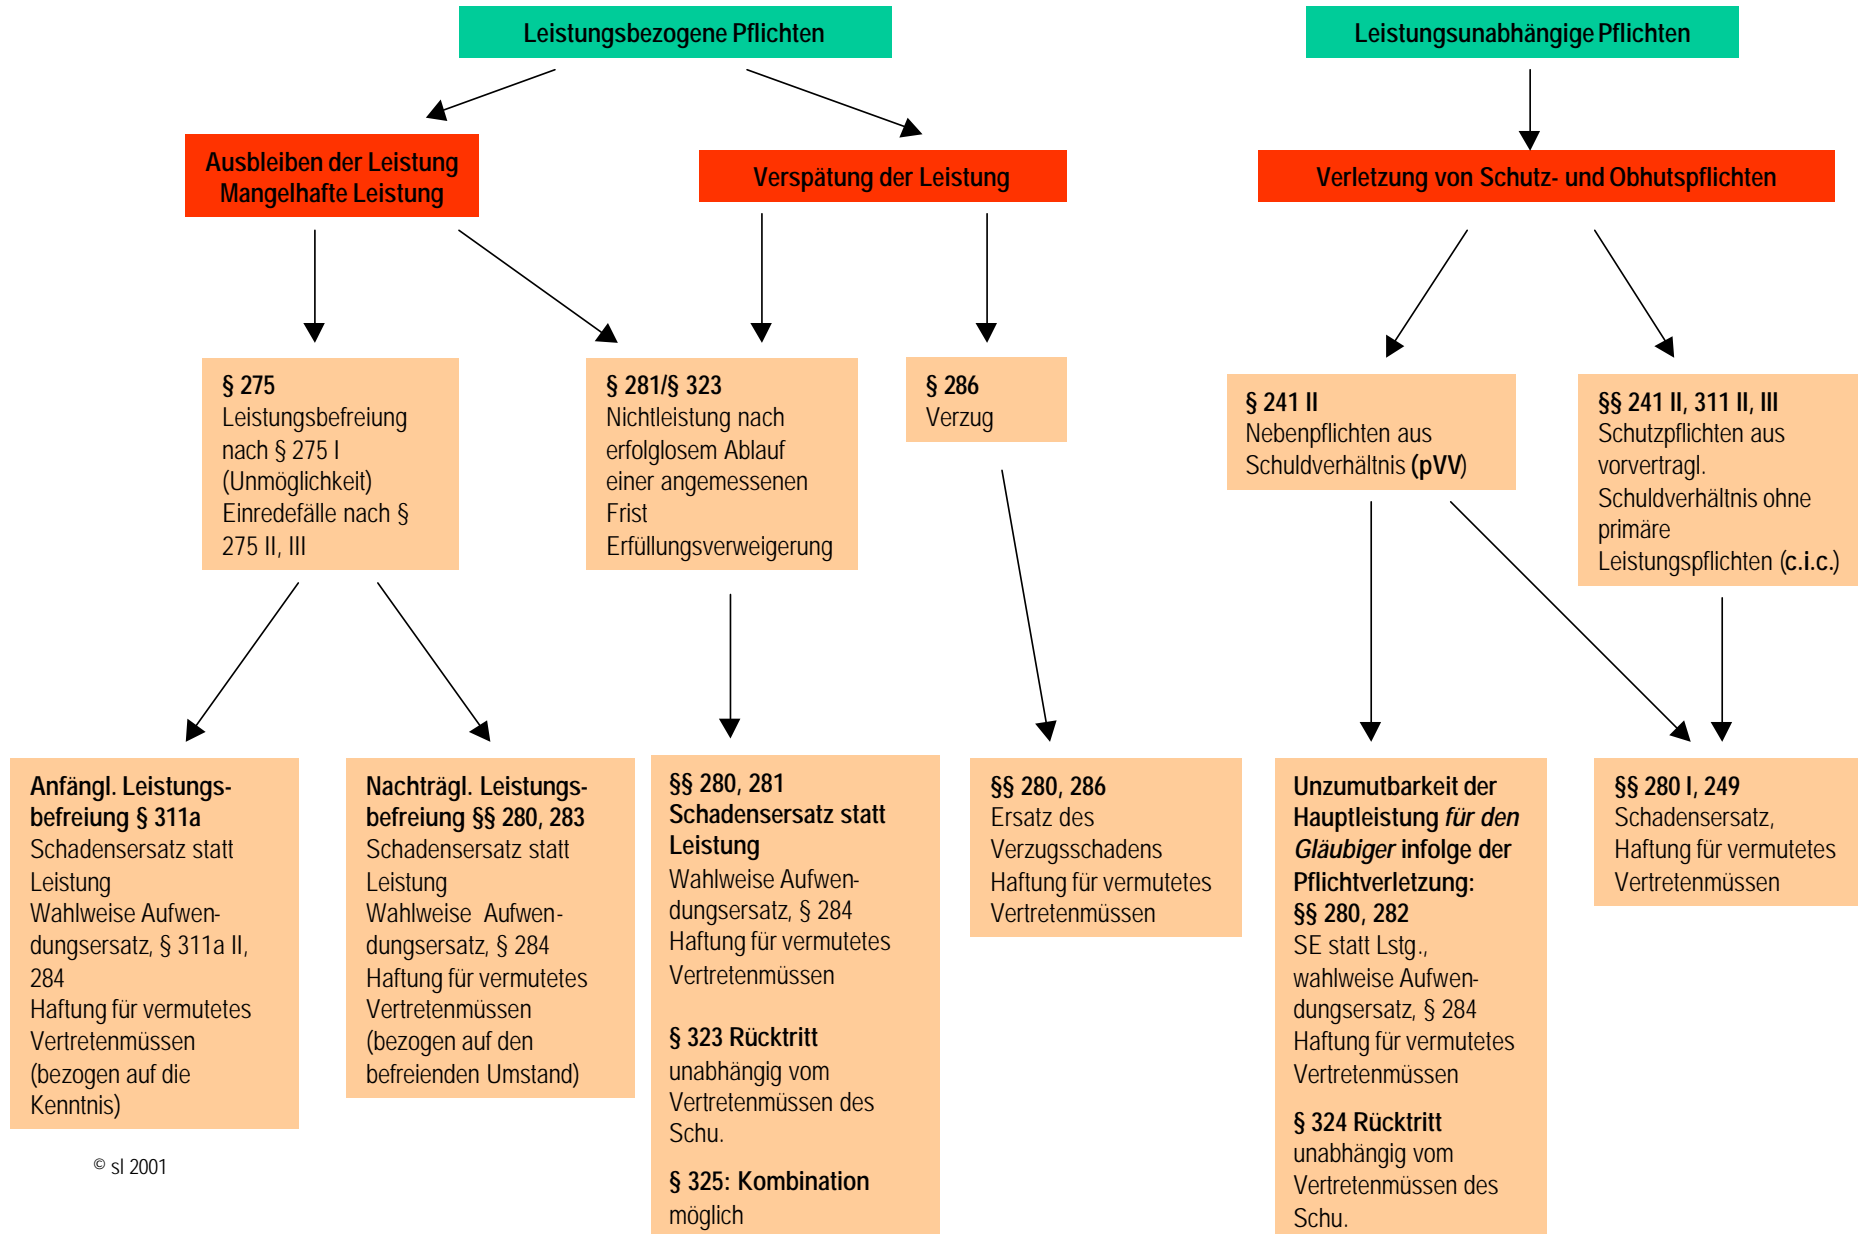 Leistungsbezogene Pflichten
Leistungsunabhängige Pflichten
Ausbleiben der Leistung
Mangelhafte Leistung
Verspätung der Leistung
Verletzung von Schutz- und Obhutspflichten
§ 275
Leistungsbefreiung
nach § 275 I
(Unmöglichkeit)
Einredefälle nach §
275 II, III
§ 281/§ 323
Nichtleistung nach
erfolglosem Ablauf
einer angemessenen
Frist
Erfüllungsverweigerung
§ 286
Verzug
§ 241 II
Nebenpflichten aus
Schuldverhältnis (pVV)
§§ 241 II, 311 II, III
Schutzpflichten aus
vorvertragl.
Schuldverhältnis ohne
primäre
Leistungspflichten (c.i.c.)
Anfängl. Leistungs-
befreiung § 311a
Schadensersatz statt
Leistung
Wahlweise Aufwen-
dungsersatz, § 311a II,
284
Haftung für vermutetes
Vertretenmüssen
(bezogen auf die
Kenntnis)
Nachträgl. Leistungs-
befreiung §§ 280, 283
Schadensersatz statt
Leistung
Wahlweise Aufwen-
dungsersatz, § 284
Haftung für vermutetes
Vertretenmüssen
(bezogen auf den
befreienden Umstand)
§§ 280, 281
Schadensersatz statt
Leistung
Wahlweise Aufwen-
dungsersatz, § 284
Haftung für vermutetes
Vertretenmüssen
§ 323 Rücktritt
unabhängig vom
Vertretenmüssen des
Schu.
§ 325: Kombination
möglich
§§ 280, 286
Ersatz des
Verzugsschadens
Haftung für vermutetes
Vertretenmüssen
Unzumutbarkeit der
Hauptleistung für den
Gläubiger infolge der
Pflichtverletzung:
§§ 280, 282
SE statt Lstg.,
wahlweise Aufwen-
dungsersatz, § 284
Haftung für vermutetes
Vertretenmüssen
§ 324 Rücktritt
unabhängig vom
Vertretenmüssen des
Schu.
§§ 280 I, 249
Schadensersatz,
Haftung für vermutetes
Vertretenmüssen
© sl 2001